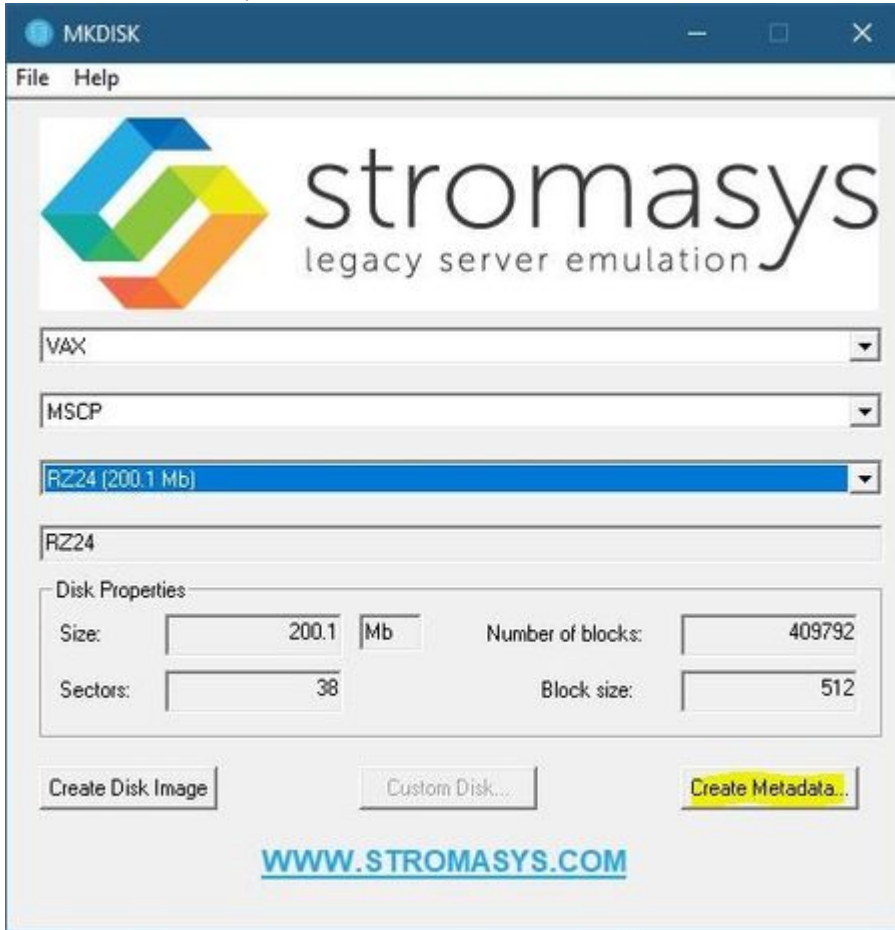 MKDISK
File Help
stromasys
legacy server emulation
VAX
MSCP
RZ24 (200.1 Mb)
RZ24
Disk Properties
Size: 200.1 Mb Number of blocks: 409792
Sectors: 38 Block size: 512
Create Disk Image Custom Disk... Create Metadata...
WWW.STROMASYS.COM